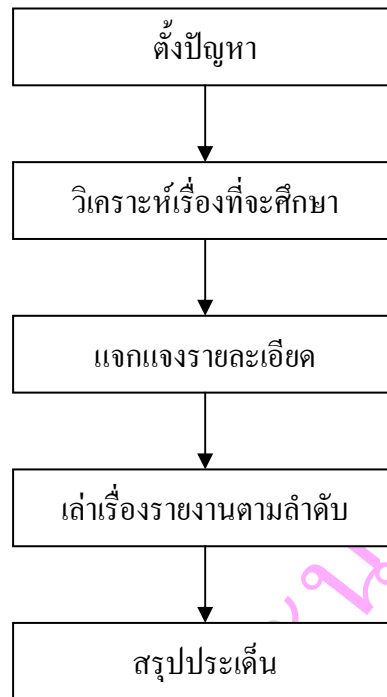 ตั้งปัญหา
วิเคราะห์เรื่องที่จะศึกษา
แจกแจงรายละเอียด
เล่าเรื่องรายงานตามลำดับ
สรุปประเด็น